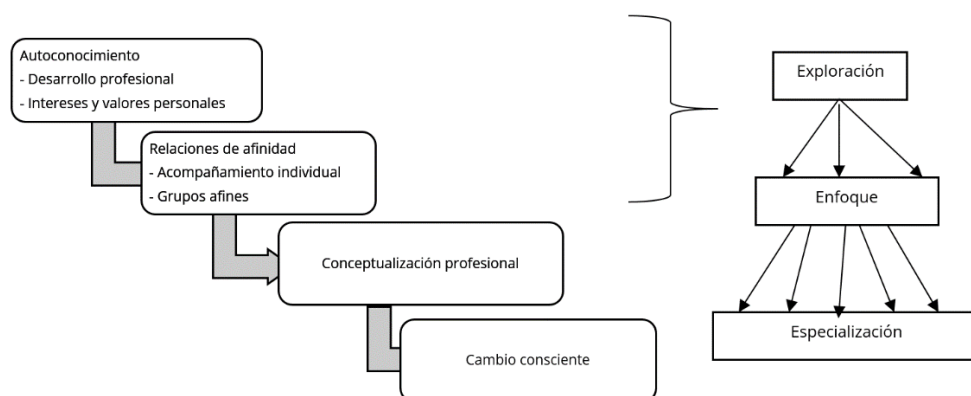 Autoconocimiento
- Desarrollo profesional
- Intereses y valores personales
Relaciones de afinidad
- Acompañamiento individual
- Grupos afines
Conceptualización profesional
Cambio consciente
Exploración
Enfoque
Especialización